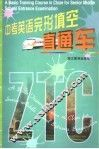 A Basic Training Course in Cloze for Senior Middle
School Entrance Examination
中考英语完形填空
直通车
ZTC